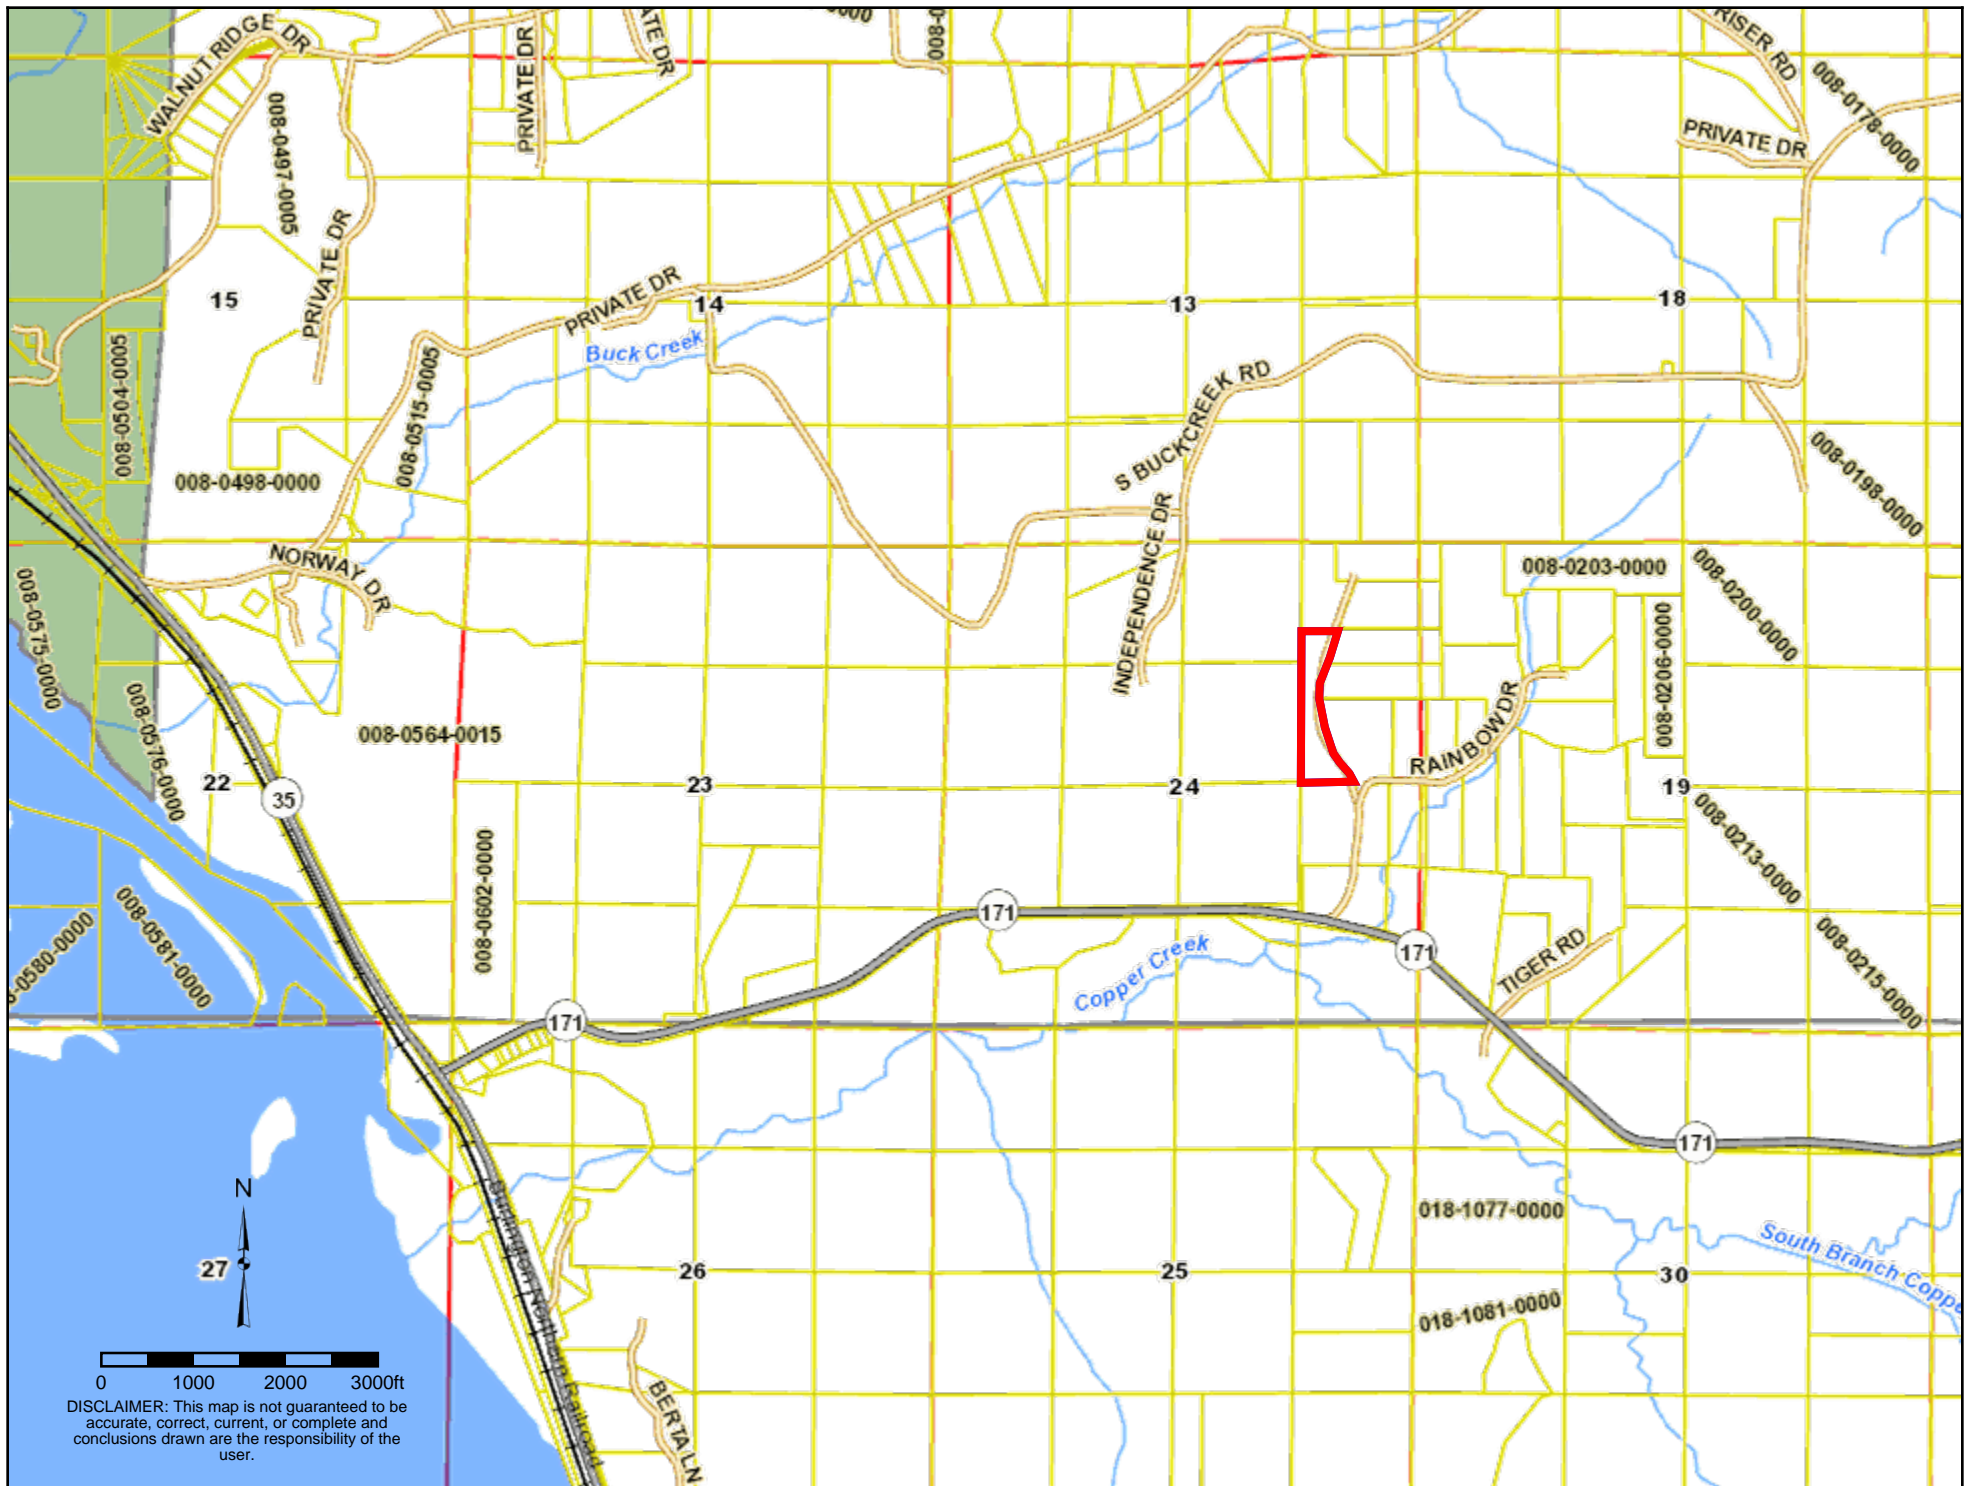 WALNUT RIDGE DR
PRIVATE DR
008-0
RISER RD
008-0178-0000
PRIVATE DR
008-0497-0005
PRIVATE DR
15
PRIVATE DR
14
13
18
Buck Creek
008-0504-0005
008-0515-0005
S BUCKCREEK RD
008-0498-0000
008-0198-0000
NORWAY DR
INDEPENDENCE DR
008-0203-0000
008-0200-0000
008-0575-0000
008-0206-0000
008-0576-0000
008-0564-0015
RAINBOW DR
22
35
23
24
19
008-0213-0000
008-0602-0000
008-0581-0000
-0580-0000
171
171
Copper Creek
TIGER RD
008-0215-0000
171
171
018-1077-0000
South Branch Coppe
N
27
26
25
30
018-1081-0000
Burlington Northern Railroad
BERTA LN
0 1000 2000 3000ft
DISCLAIMER: This map is not guaranteed to be
accurate, correct, current, or complete and
conclusions drawn are the responsibility of the
user.